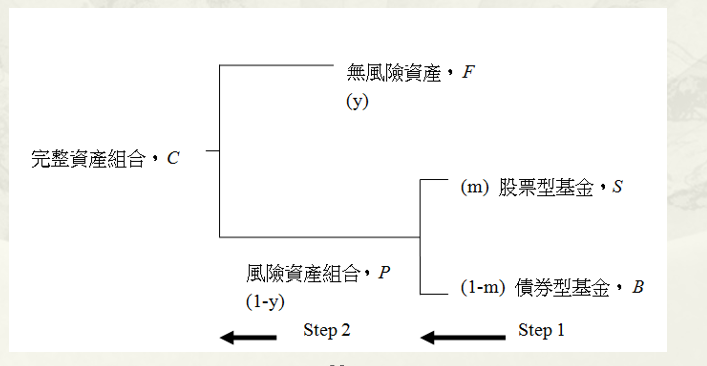 無風險資產，F
(y)
完整資產組合，C
(m) 股票型基金，S
風險資產組合，P
(1-y)
(1-m) 債券型基金，B
Step 2
Step 1